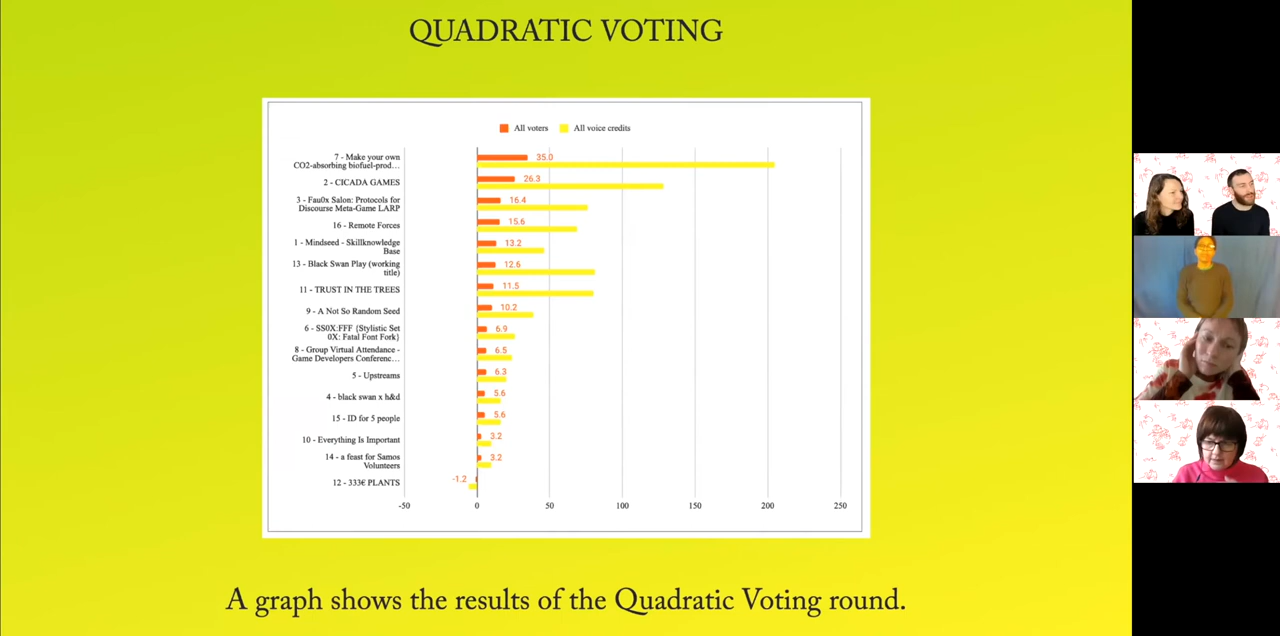 QUADRATIC VOTING
All voters
All voice credits
7 - Make your own
CO2-absorbing biofuel-prod...
35.0
2 - CICADA GAMES
26.3
3 - Fau0x Salon: Protocols for
Discourse Meta-Game LARP
16.4
16 - Remote Forces
15.6
1 - Mindseed - Skillknowledge
Base
13.2
13 - Black Swan Play (working
title)
12.6
11 - TRUST IN THE TREES
11.5
9 - A Not So Random Seed
10.2
6 - SS0X:FFF {Stylistic Set
0X: Fatal Font Fork}
6.9
8 - Group Virtual Attendance -
Game Developers Conferenc...
6.5
5 - Upstreams
6.3
4 - black swan x h&d
5.6
15 - ID for 5 people
5.6
10 - Everything Is Important
3.2
14 - a feast for Samos
Volunteers
3.2
12 - 333€ PLANTS
-1.2
-50
0
50
100
150
200
250
A graph shows the results of the Quadratic Voting round.